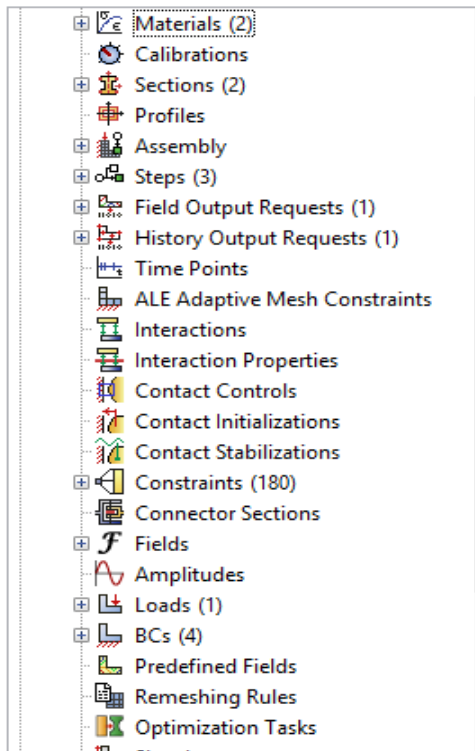 Materials (2)
Calibrations
Sections (2)
Profiles
Assembly
Steps (3)
Field Output Requests (1)
History Output Requests (1)
Time Points
ALE Adaptive Mesh Constraints
Interactions
Interaction Properties
Contact Controls
Contact Initializations
Contact Stabilizations
Constraints (180)
Connector Sections
Fields
Amplitudes
Loads (1)
BCs (4)
Predefined Fields
Remeshing Rules
Optimization Tasks